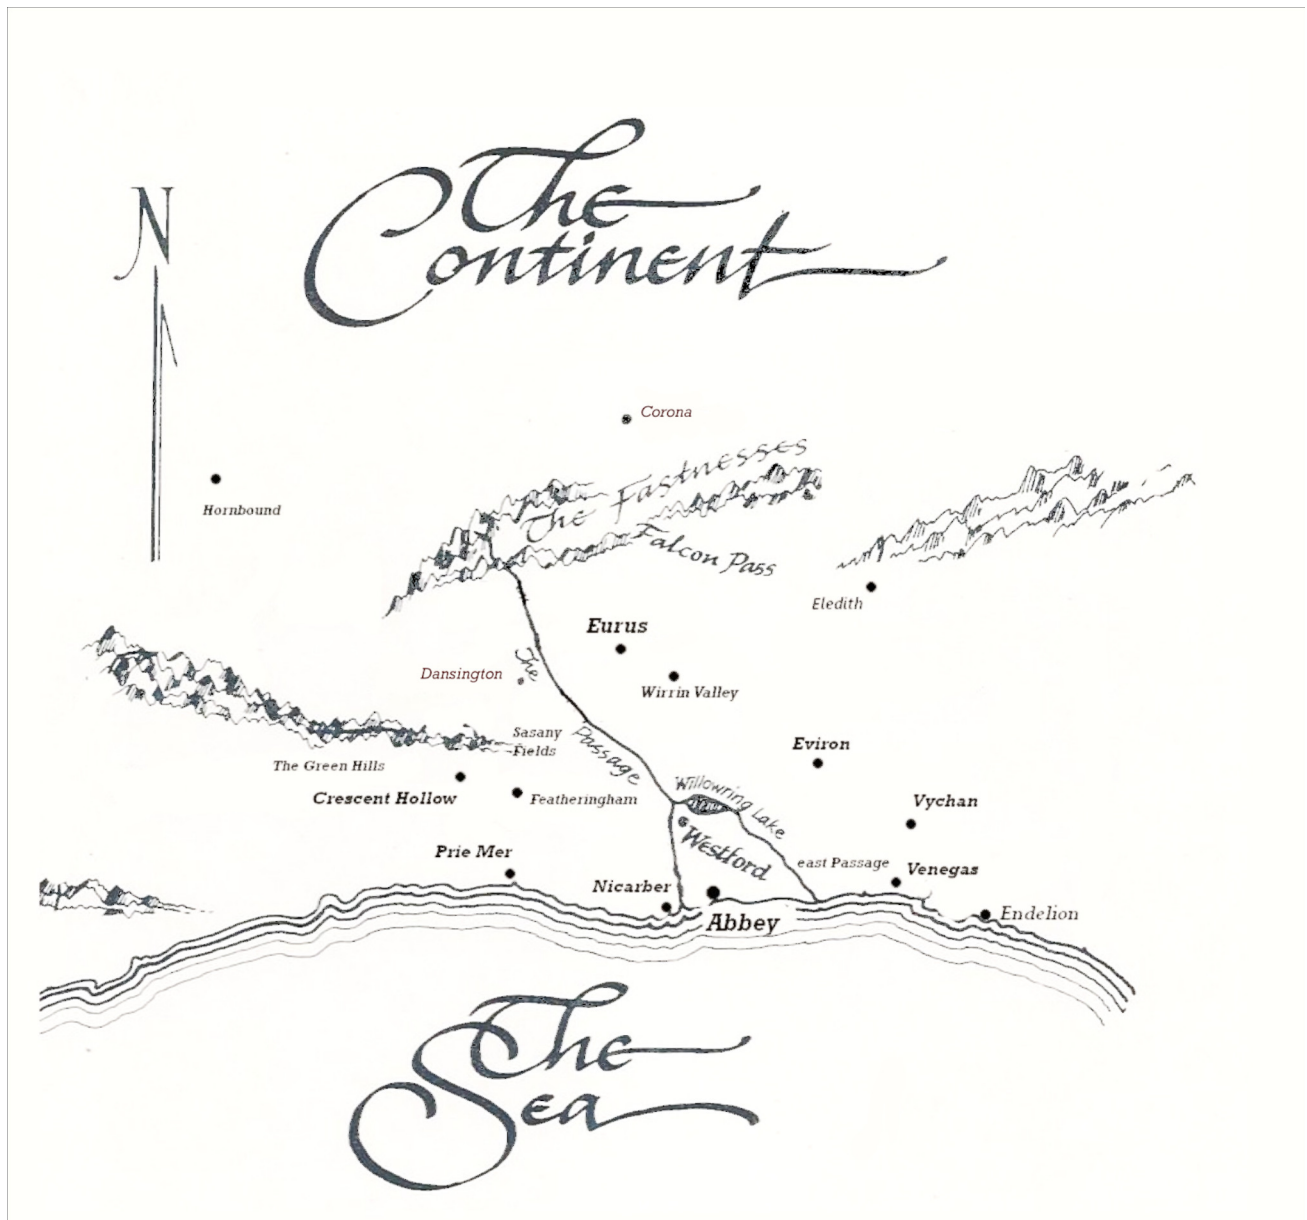 The
Continent
N
Corona
The Fastnesses
Hornbound
Falcon Pass
Eledith
Eurus
The
Dansington
Wirrin Valley
Sasany
Fields
Passage
Eviron
The Green Hills
Willowring Lake
Crescent Hollow
Featheringham
Vychan
Westford
Prie Mer
east Passage
Venegas
Nicarber
Abbey
Endelion
The
Sea